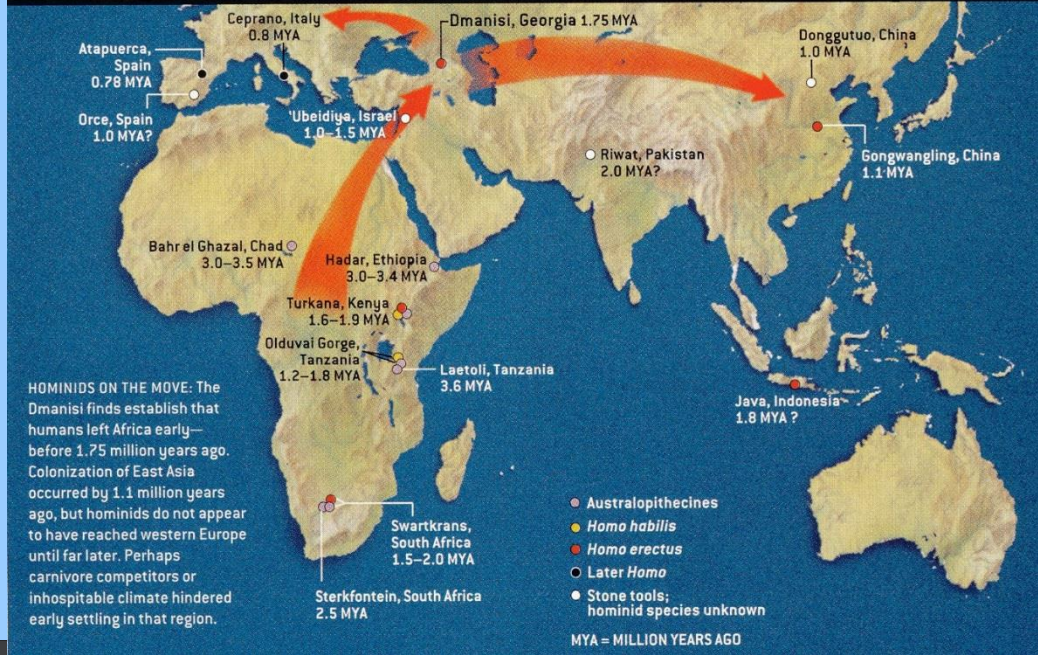 Ceprano, Italy
0.8 MYA
Dmanisi, Georgia 1.75 MYA
Donggutuo, China
1.0 MYA
Atapuerca,
Spain
0.78 MYA
Orce, Spain
1.0 MYA?
'Ubeidiya, Israel
1.0–1.5 MYA
Riwat, Pakistan
2.0 MYA?
Gongwangling, China
1.1 MYA
Bahr el Ghazal, Chad
3.0–3.5 MYA
Hadar, Ethiopia
3.0–3.4 MYA
Turkana, Kenya
1.6–1.9 MYA
Olduvai Gorge,
Tanzania
1.2–1.8 MYA
Laetoli, Tanzania
3.6 MYA
Java, Indonesia
1.8 MYA ?
HOMINIDS ON THE MOVE: The
Dmanisi finds establish that
humans left Africa early—
before 1.75 million years ago.
Colonization of East Asia
occurred by 1.1 million years
ago, but hominids do not appear
to have reached western Europe
until far later. Perhaps
carnivore competitors or
inhospitable climate hindered
early settling in that region.
Swartkrans,
South Africa
1.5–2.0 MYA
Sterkfontein, South Africa
2.5 MYA
Australopithecines
Homo habilis
Homo erectus
Later Homo
Stone tools;
hominid species unknown
MYA = MILLION YEARS AGO